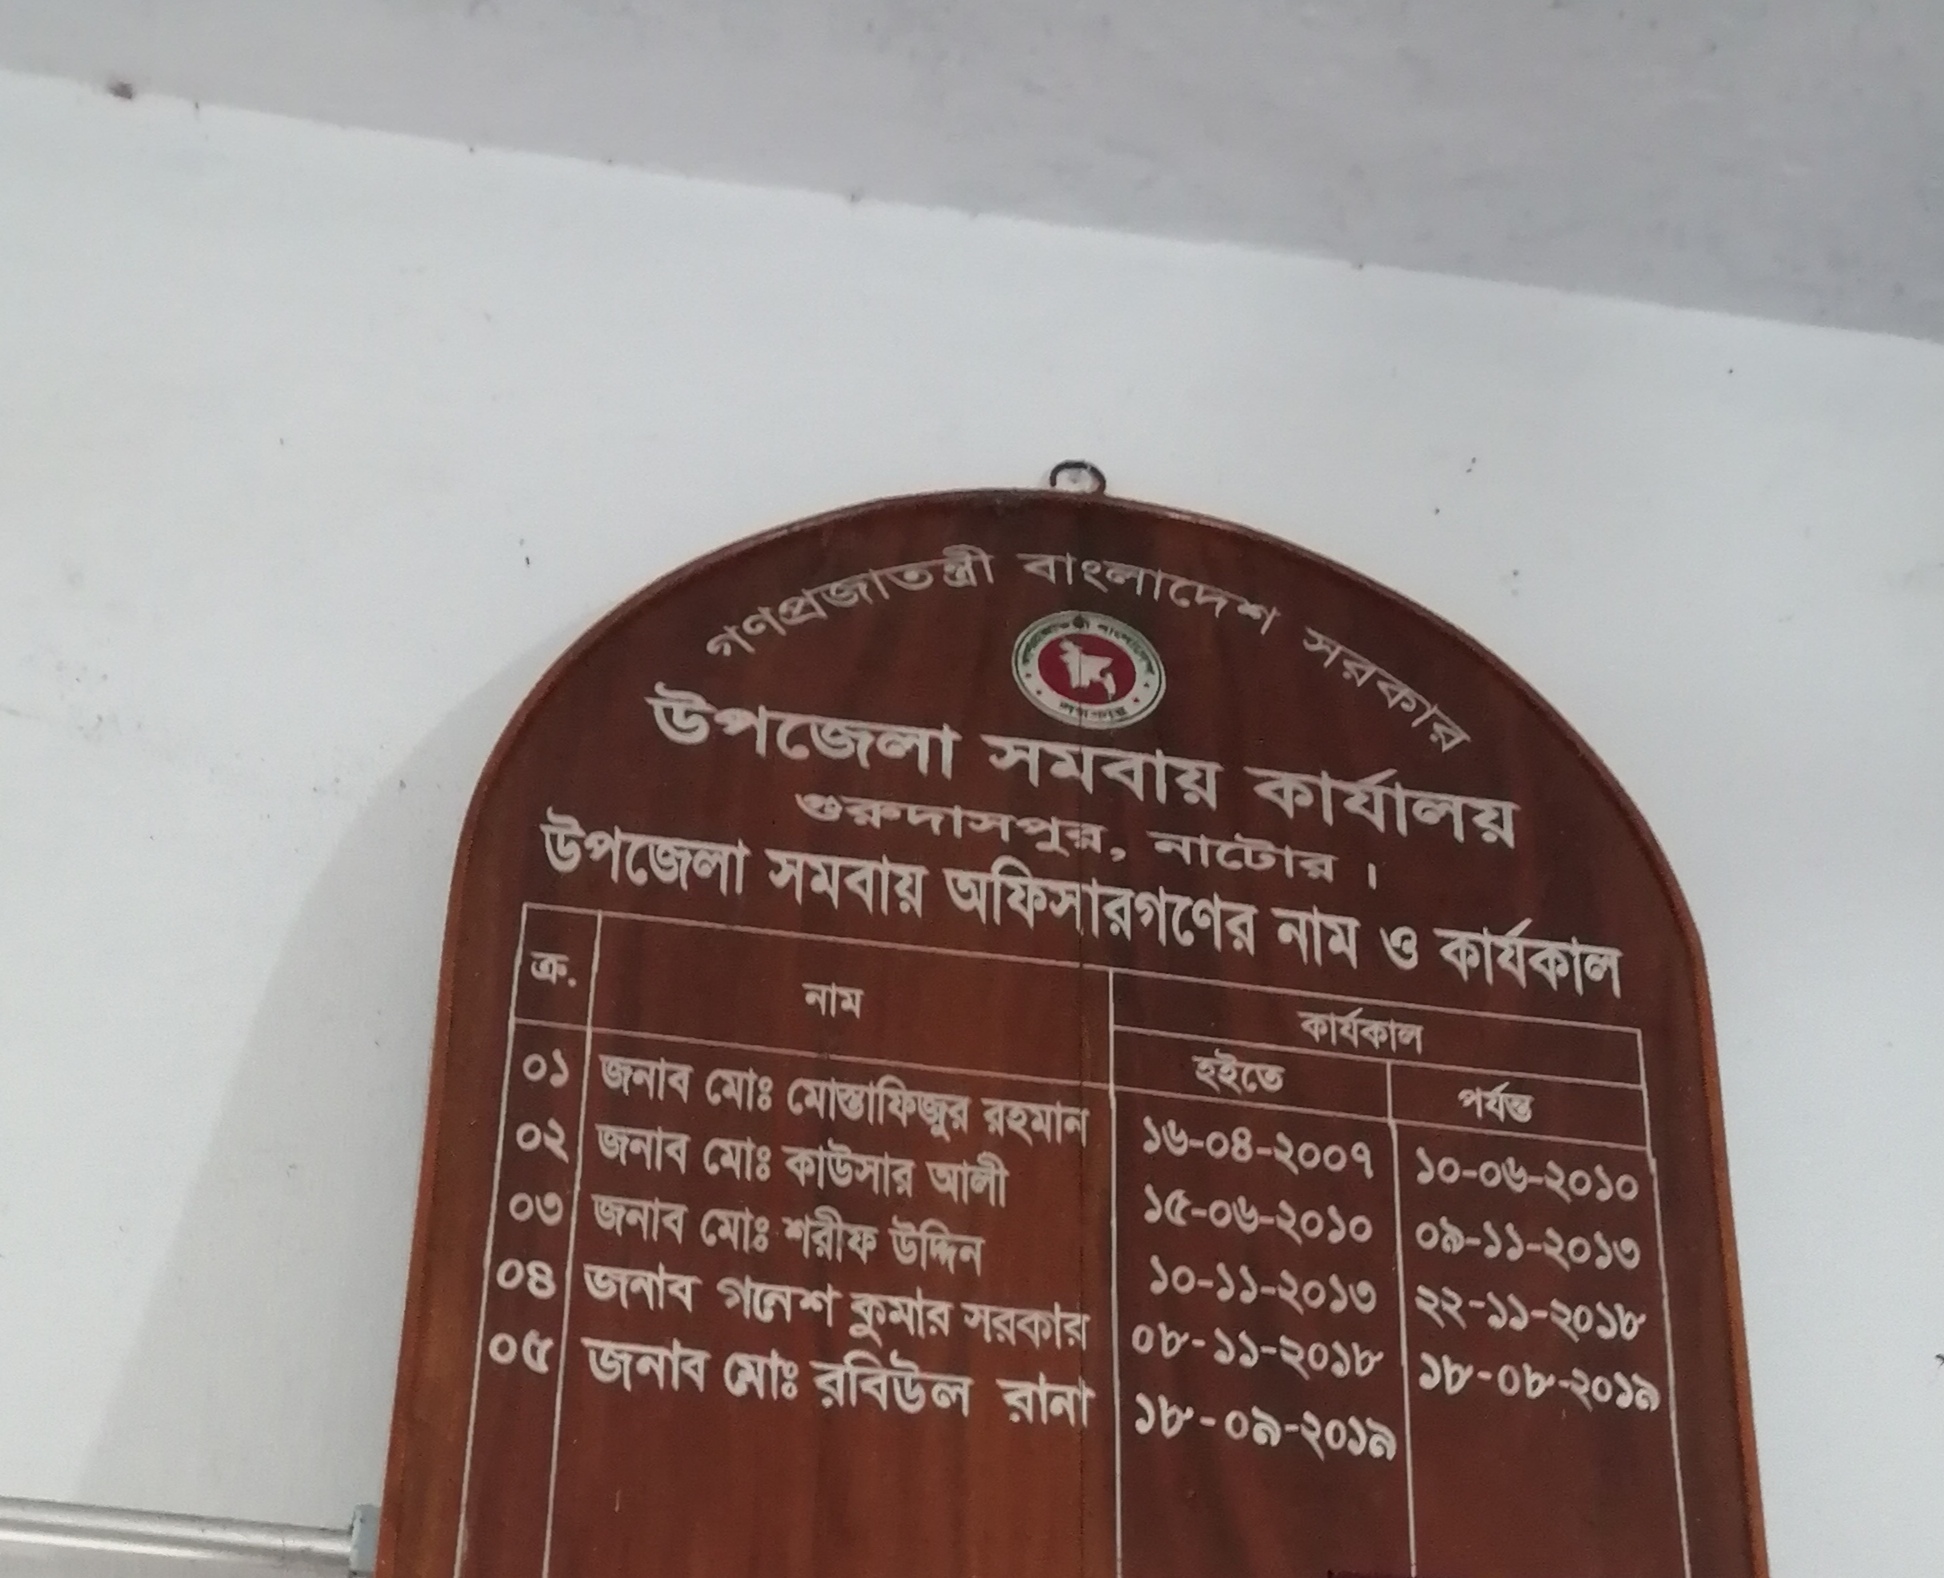 গণপ্রজাতন্ত্রী বাংলাদেশ সরকার
উপজেলা সমবায় কার্যালয়
গুরুদাসপুর, নাটোর ।
উপজেলা সমবায় অফিসারগণের নাম ও কার্যকাল
ক্র. নাম কার্যকাল
হইতে পর্যন্ত
০১ জনাব মোঃ মোস্তাফিজুর রহমান ১৬-০৪-২০০৭ ১০-০৬-২০১০
০২ জনাব মোঃ কাউসার আলী ১৫-০৬-২০১০ ০৯-১১-২০১৩
০৩ জনাব মোঃ শরীফ উদ্দিন ১০-১১-২০১৩ ২২-১১-২০১৮
০৪ জনাব গনেশ কুমার সরকার ০৮-১১-২০১৮ ১৮-০৮-২০১৯
০৫ জনাব মোঃ রবিউল রানা ১৮-০৯-২০১৯